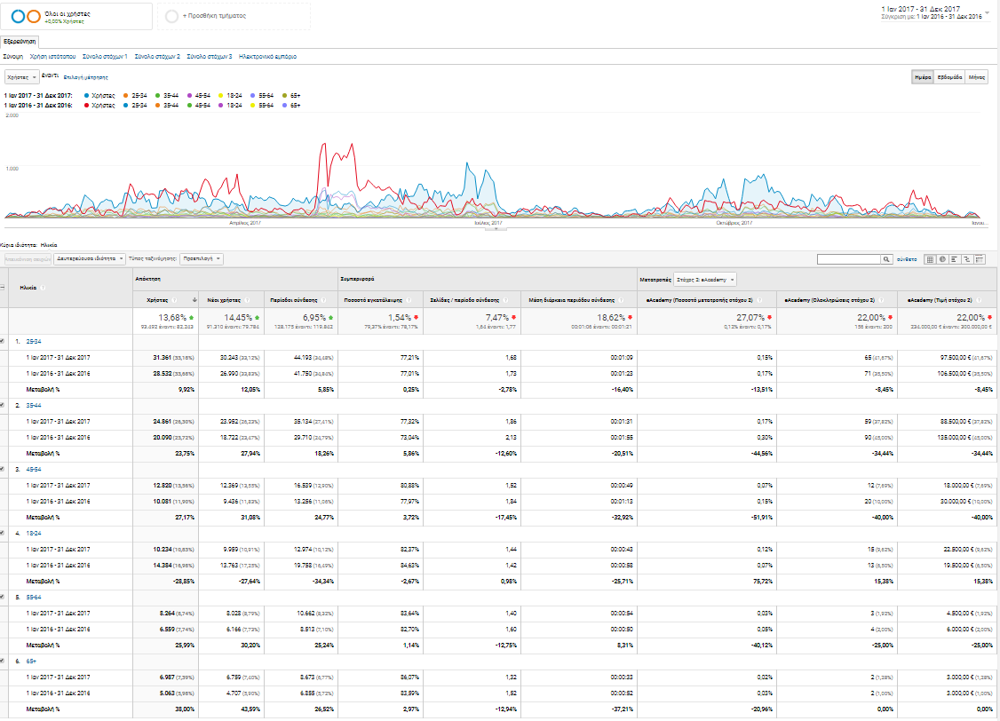 Όλοι οι χρήστες
+0,00% Χρήστες
+ Προσθήκη τμήματος
1 Ιαν 2017 - 31 Δεκ 2017
Σύγκριση με: 1 Ιαν 2016 - 31 Δεκ 2016
Εξερεύνηση
Σύνοψη Χρήση ιστότοπου Σύνολο στόχων 1 Σύνολο στόχων 2 Σύνολο στόχων 3 Ηλεκτρονικό εμπόριο
Χρήστες έναντι Επιλογή μέτρησης
Ημέρα Εβδομάδα Μήνας
1 Ιαν 2017 - 31 Δεκ 2017: Χρήστες 25-34 35-44 45-54 18-24 55-64 65+
1 Ιαν 2016 - 31 Δεκ 2016: Χρήστες 25-34 35-44 45-54 18-24 55-64 65+
2.000
1.000
Απρίλιος 2017 Ιούλιος 2017 Οκτώβριος 2017 Ιανου...
Κύρια ιδιότητα: Ηλικία
Δευτερεύουσα ιδιότητα Τύπος ταξινόμησης: Προεπιλογή
σύνθετο
Ηλικία Απόκτηση Συμπεριφορά Μετατροπές Στόχος 2: eAcademy
Χρήστες Νέοι χρήστες Περίοδοι σύνδεσης Ποσοστό εγκατάλειψης Σελίδες / περίοδο σύνδεσης Μέση διάρκεια περιόδου σύνδεσης eAcademy (Ποσοστό μετατροπής στόχου 2) eAcademy (Ολοκληρώσεις στόχου 2) eAcademy (Τιμή στόχου 2)
13,68% 14,45% 6,95% 1,54% 7,47% 18,62% 27,07% 22,00% 22,00%
93.492 έναντι: 82.243 91.310 έναντι: 79.784 128.175 έναντι: 119.842 79,37% έναντι: 78,17% 1,64 έναντι: 1,77 00:01:06 έναντι: 00:01:21 0,12% έναντι: 0,17% 156 έναντι: 200 234.000,00 € έναντι: 300.000,00 €
1. 25-34
1 Ιαν 2017 - 31 Δεκ 2017 31.361 (33,16%) 30.243 (33,12%) 44.193 (34,48%) 77,21% 1,68 00:01:09 0,15% 65 (41,67%) 97.500,00 € (41,67%)
1 Ιαν 2016 - 31 Δεκ 2016 28.532 (33,68%) 26.990 (33,83%) 41.750 (34,84%) 77,01% 1,73 00:01:23 0,17% 71 (35,50%) 106.500,00 € (35,50%)
Μεταβολή % 9,92% 12,05% 5,85% 0,25% -2,78% -16,40% -13,51% -8,45% -8,45%
2. 35-44
1 Ιαν 2017 - 31 Δεκ 2017 24.861 (26,30%) 23.952 (26,23%) 35.134 (27,41%) 77,32% 1,86 00:01:31 0,17% 59 (37,82%) 88.500,00 € (37,82%)
1 Ιαν 2016 - 31 Δεκ 2016 20.090 (23,72%) 18.722 (23,47%) 29.710 (24,79%) 73,04% 2,13 00:01:55 0,30% 90 (45,00%) 135.000,00 € (45,00%)
Μεταβολή % 23,75% 27,94% 18,26% 5,86% -12,60% -20,51% -44,56% -34,44% -34,44%
3. 45-54
1 Ιαν 2017 - 31 Δεκ 2017 12.820 (13,56%) 12.369 (13,55%) 16.539 (12,90%) 80,88% 1,52 00:00:49 0,07% 12 (7,69%) 18.000,00 € (7,69%)
1 Ιαν 2016 - 31 Δεκ 2016 10.081 (11,90%) 9.436 (11,83%) 13.256 (11,06%) 77,97% 1,84 00:01:13 0,15% 20 (10,00%) 30.000,00 € (10,00%)
Μεταβολή % 27,17% 31,08% 24,77% 3,72% -17,45% -32,92% -51,91% -40,00% -40,00%
4. 18-24
1 Ιαν 2017 - 31 Δεκ 2017 10.234 (10,83%) 9.959 (10,91%) 12.974 (10,12%) 82,37% 1,44 00:00:43 0,12% 15 (9,62%) 22.500,00 € (9,62%)
1 Ιαν 2016 - 31 Δεκ 2016 14.384 (16,98%) 13.763 (17,25%) 19.758 (16,49%) 84,63% 1,42 00:00:58 0,07% 13 (6,50%) 19.500,00 € (6,50%)
Μεταβολή % -28,85% -27,64% -34,34% -2,67% 0,98% -25,71% 75,72% 15,38% 15,38%
5. 55-64
1 Ιαν 2017 - 31 Δεκ 2017 8.264 (8,74%) 8.028 (8,79%) 10.662 (8,32%) 83,64% 1,40 00:00:54 0,03% 3 (1,92%) 4.500,00 € (1,92%)
1 Ιαν 2016 - 31 Δεκ 2016 6.559 (7,74%) 6.166 (7,73%) 8.513 (7,10%) 82,70% 1,60 00:00:50 0,05% 4 (2,00%) 6.000,00 € (2,00%)
Μεταβολή % 25,99% 30,20% 25,24% 1,14% -12,75% 8,31% -40,12% -25,00% -25,00%
6. 65+
1 Ιαν 2017 - 31 Δεκ 2017 6.987 (7,39%) 6.759 (7,40%) 8.673 (6,77%) 86,07% 1,32 00:00:33 0,02% 2 (1,28%) 3.000,00 € (1,28%)
1 Ιαν 2016 - 31 Δεκ 2016 5.063 (5,98%) 4.707 (5,90%) 6.855 (5,72%) 83,59% 1,52 00:00:52 0,03% 2 (1,00%) 3.000,00 € (1,00%)
Μεταβολή % 38,00% 43,59% 26,52% 2,97% -12,94% -37,21% -20,96% 0,00% 0,00%